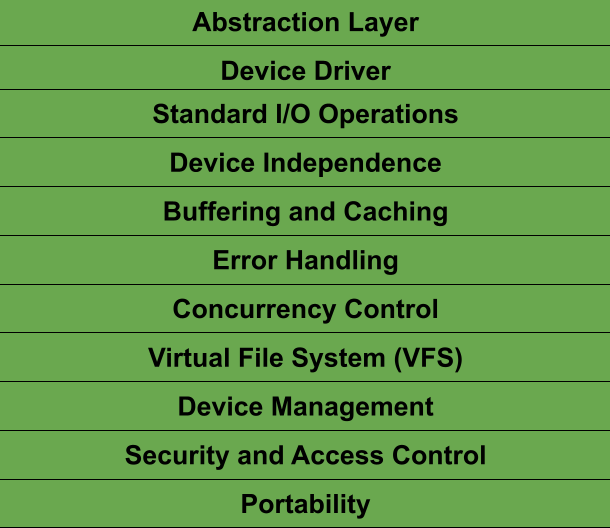 Abstraction Layer
Device Driver
Standard I/O Operations
Device Independence
Buffering and Caching
Error Handling
Concurrency Control
Virtual File System (VFS)
Device Management
Security and Access Control
Portability